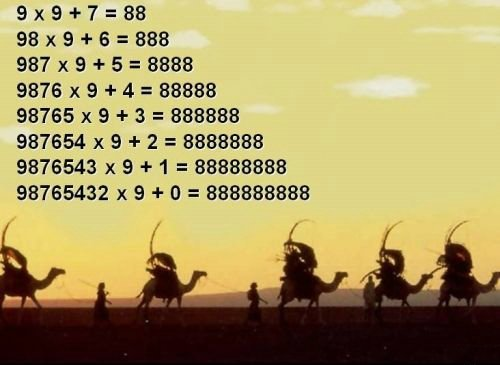 9 x 9 + 7 = 88
98 x 9 + 6 = 888
987 x 9 + 5 = 8888
9876 x 9 + 4 = 88888
98765 x 9 + 3 = 888888
987654 x 9 + 2 = 8888888
9876543 x 9 + 1 = 88888888
98765432 x 9 + 0 = 888888888